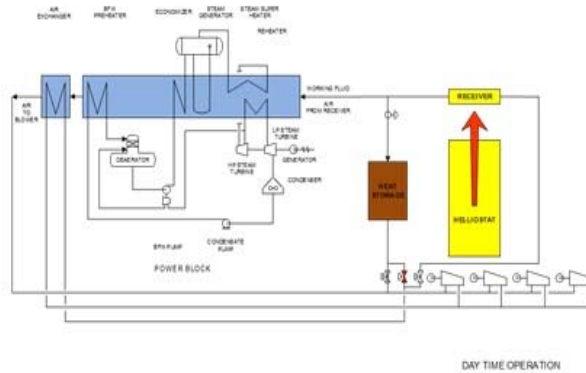 AIR
EXCHANGER
BFW
PREHEATER
ECONOMIZER
STEAM
GENERATOR
STEAM SUPER
HEATER
REHEATER
WORKING FLUID
AIR
FROM RECEIVER
RECEIVER
AIR
TO
BLOWER
DEAERATOR
HP STEAM
TURBINE
LP STEAM
TURBINE
GENERATOR
CONDENSER
HEAT
STORAGE
HELLIOSTAT
BFW PUMP
CONDENSATE
PUMP
POWER BLOCK
DAY TIME OPERATION